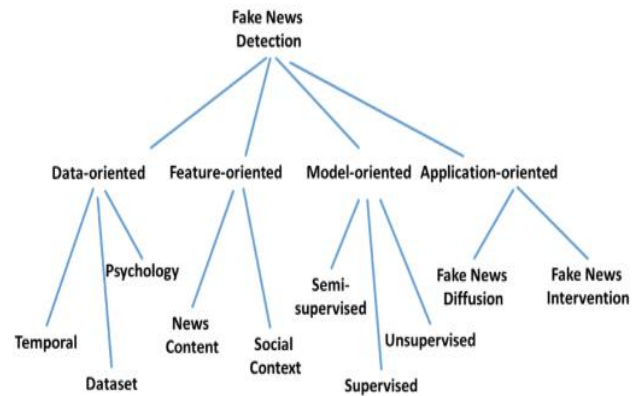 Fake News
Detection
Data-oriented
Feature-oriented
Model-oriented
Application-oriented
Psychology
Temporal
Dataset
News
Content
Social
Context
Semi-
supervised
Unsupervised
Supervised
Fake News
Diffusion
Fake News
Intervention